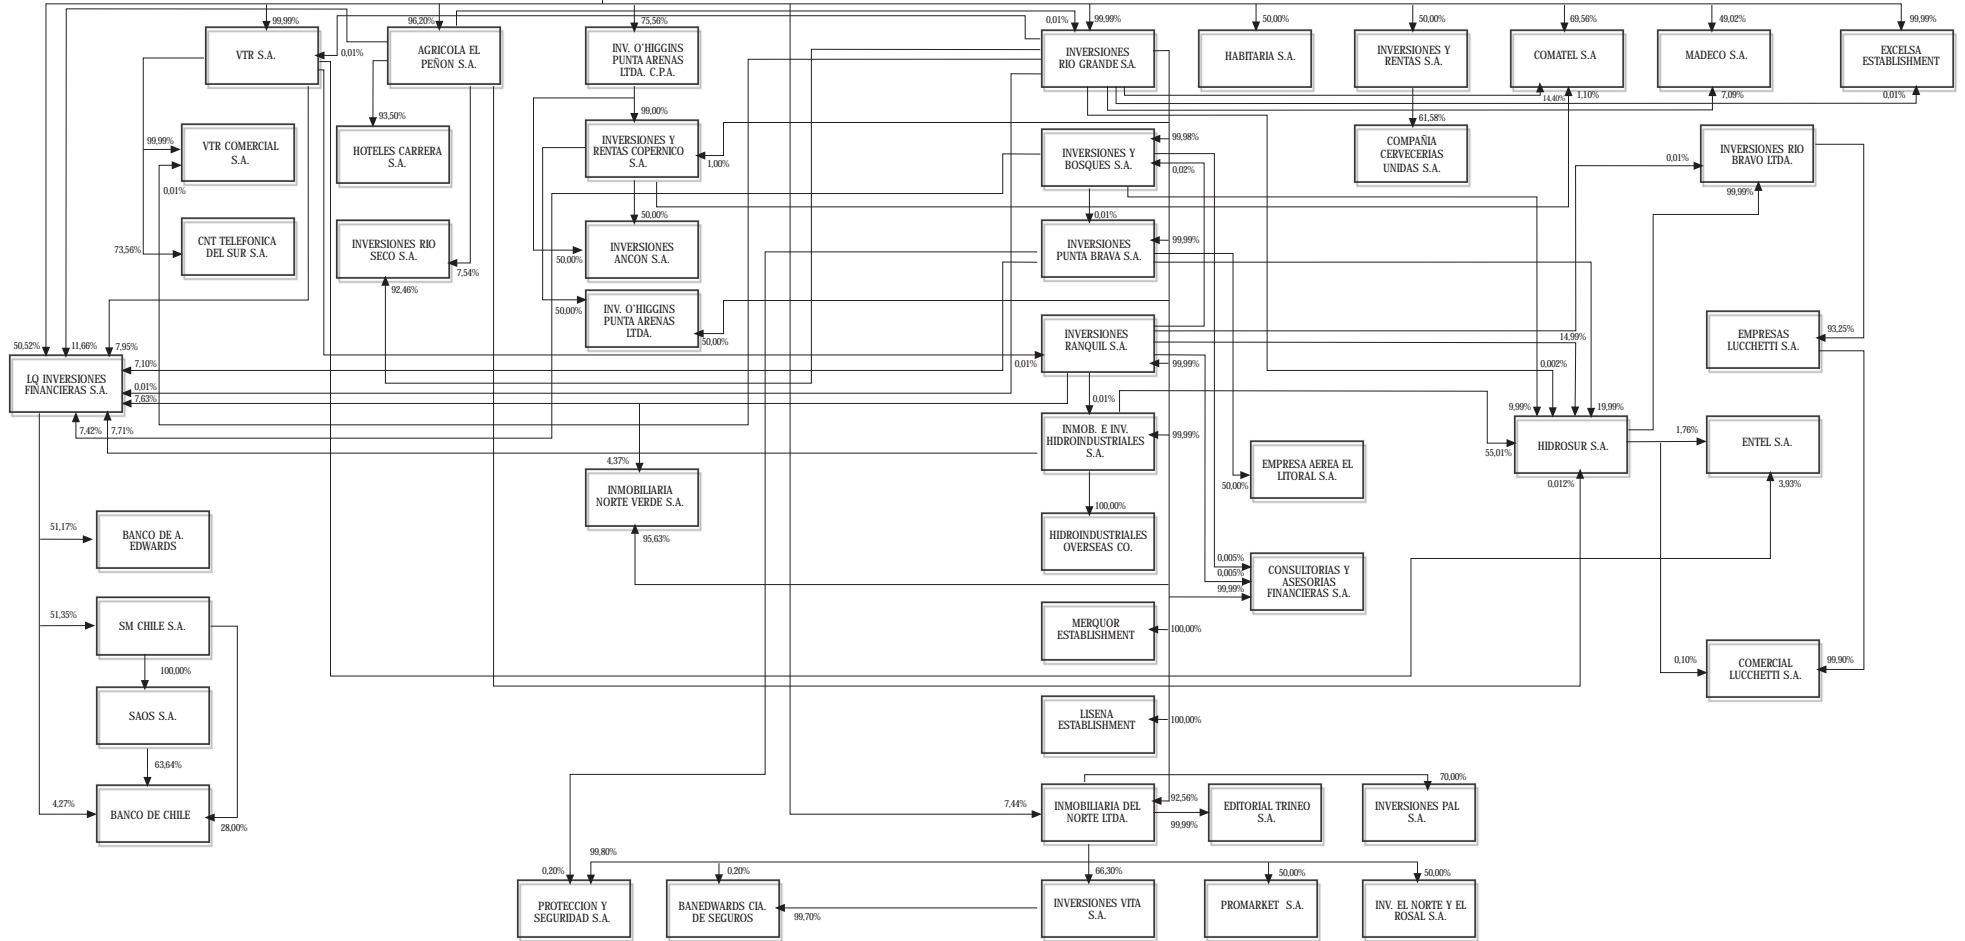 99,99%
96,20%
75,56%
0,01%
99,99%
50,00%
50,00%
69,56%
49,02%
99,99%
VTR S.A.
0,01%
AGRICOLA EL
PEÑON S.A.
INV. O'HIGGINS
PUNTA ARENAS
LTDA. C.P.A.
INVERSIONES
RIO GRANDE S.A.
HABITARIA S.A.
INVERSIONES Y
RENTAS S.A.
COMATEL S.A
MADECO S.A.
EXCELSA
ESTABLISHMENT
14,40%
1,10%
7,09%
0,01%
93,50%
99,00%
61,58%
99,99%
VTR COMERCIAL
S.A.
0,01%
HOTELES CARRERA
S.A.
INVERSIONES Y
RENTAS COPERNICO
S.A.
1,00%
INVERSIONES Y
BOSQUES S.A.
99,98%
0,02%
COMPAÑIA
CERVECERIAS
UNIDAS S.A.
0,01%
INVERSIONES RIO
BRAVO LTDA.
99,99%
50,00%
0,01%
73,56%
CNT TELEFONICA
DEL SUR S.A.
INVERSIONES RIO
SECO S.A.
7,54%
92,46%
50,00%
INVERSIONES
ANCON S.A.
INVERSIONES
PUNTA BRAVA S.A.
99,99%
50,00%
INV. O'HIGGINS
PUNTA ARENAS
LTDA.
50,00%
INVERSIONES
RANQUIL S.A.
0,01%
99,99%
14,99%
0,002%
EMPRESAS
LUCCHETTI S.A.
93,25%
50,52%
11,66%
7,95%
LQ INVERSIONES
FINANCIERAS S.A.
7,10%
0,01%
7,63%
7,42%
7,71%
0,01%
9,99%
19,99%
INMOB. E INV.
HIDROINDUSTRIALES
S.A.
99,99%
HIDROSUR S.A.
55,01%
0,012%
1,76%
ENTEL S.A.
3,93%
4,37%
INMOBILIARIA
NORTE VERDE S.A.
95,63%
EMPRESA AEREA EL
LITORAL S.A.
50,00%
100,00%
HIDROINDUSTRIALES
OVERSEAS CO.
51,17%
BANCO DE A.
EDWARDS
0,005%
0,005%
99,99%
CONSULTORIAS Y
ASESORIAS
FINANCIERAS S.A.
51,35%
SM CHILE S.A.
MERQUOR
ESTABLISHMENT
100,00%
100,00%
0,10%
COMERCIAL
LUCCHETTI S.A.
99,90%
SAOS S.A.
LISENA
ESTABLISHMENT
100,00%
63,64%
4,27%
BANCO DE CHILE
28,00%
7,44%
INMOBILIARIA DEL
NORTE LTDA.
92,56%
99,99%
EDITORIAL TRINEO
S.A.
70,00%
INVERSIONES PAL
S.A.
99,80%
0,20%
0,20%
66,30%
50,00%
50,00%
PROTECCION Y
SEGURIDAD S.A.
BANEDWARDS CIA.
DE SEGUROS
99,70%
INVERSIONES VITA
S.A.
PROMARKET S.A.
INV. EL NORTE Y EL
ROSAL S.A.